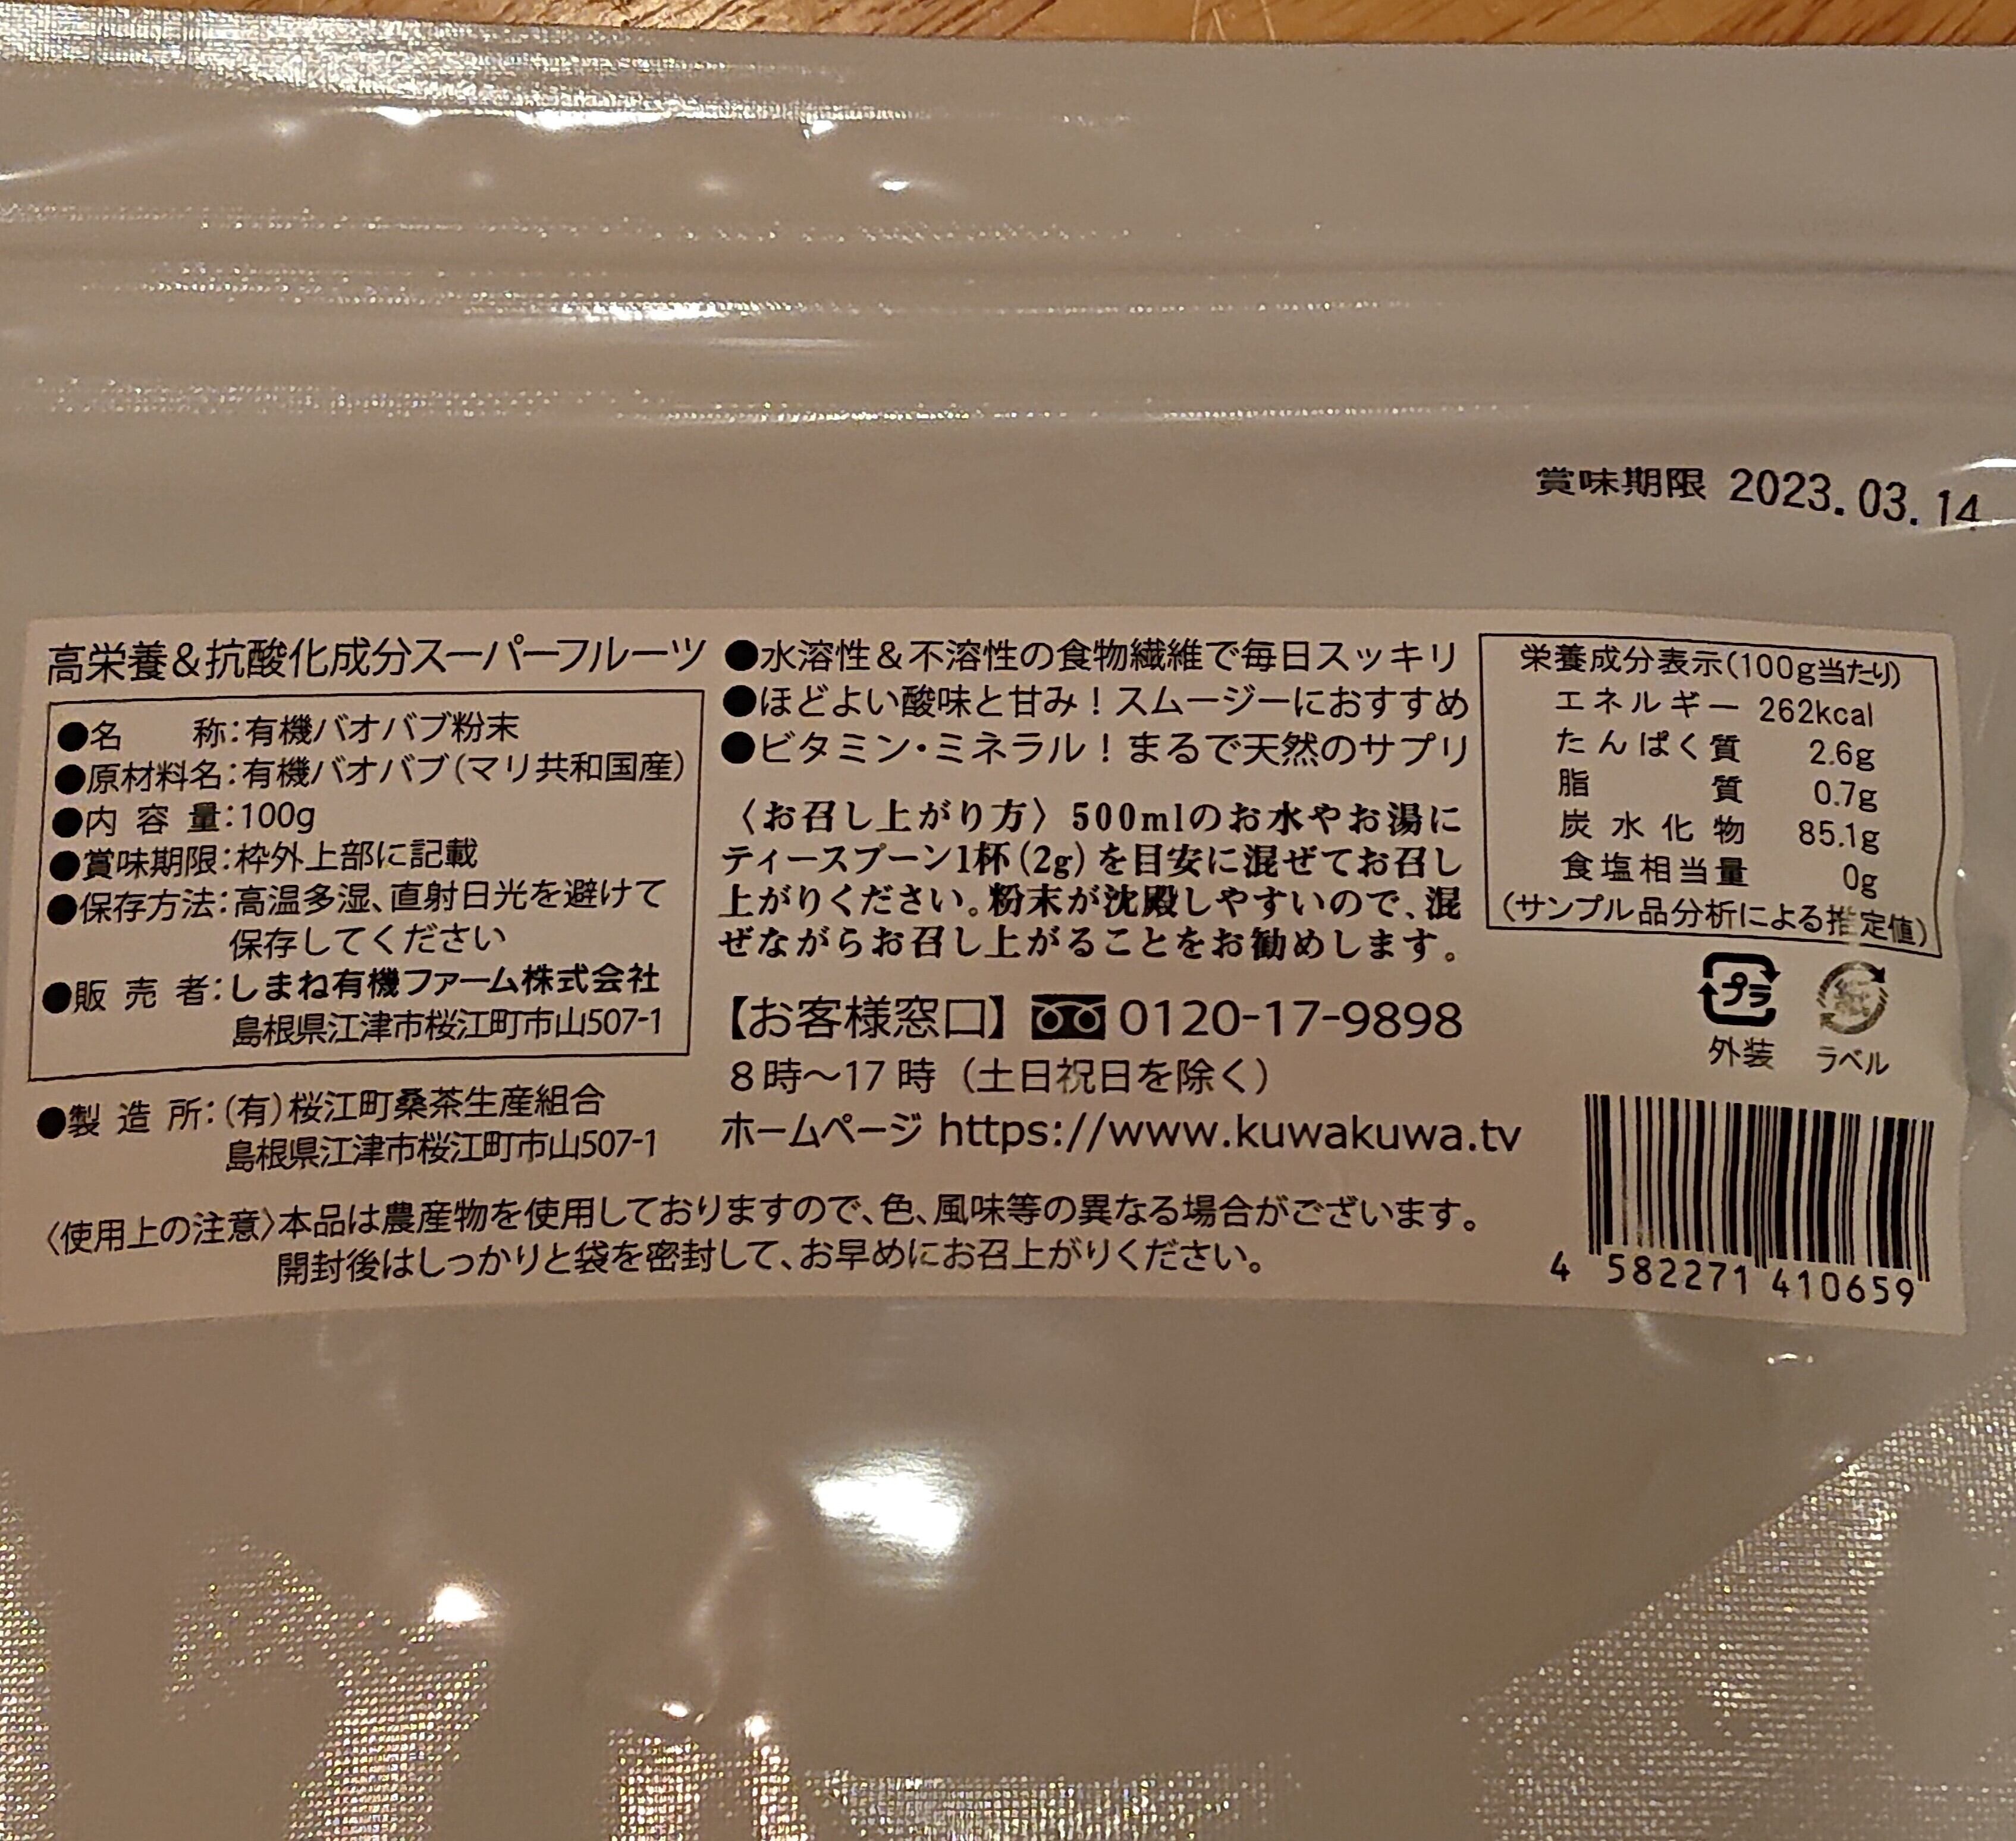 賞味期限 2023.03.14
高栄養&抗酸化成分スーパーフルーツ
●名　　称:有機バオバブ粉末
●原材料名:有機バオバブ(マリ共和国産)
●内 容 量:100g
●賞味期限:枠外上部に記載
●保存方法:高温多湿、直射日光を避けて
保存してください
●販 売 者:しまね有機ファーム株式会社
島根県江津市桜江町市山507-1
●製 造 所:(有)桜江町桑茶生産組合
島根県江津市桜江町市山507-1
●水溶性&不溶性の食物繊維で毎日スッキリ
●ほどよい酸味と甘み!スムージーにおすすめ
●ビタミン・ミネラル!まるで天然のサプリ
〈お召し上がり方〉500mlのお水やお湯に
ティースプーン1杯(2g)を目安に混ぜてお召し
上がりください。粉末が沈殿しやすいので、混
ぜながらお召し上がることをお勧めします。
【お客様窓口】0120-17-9898
8時〜17時（土日祝日を除く）
ホームページ https://www.kuwakuwa.tv
〈使用上の注意〉本品は農産物を使用しておりますので、色、風味等の異なる場合がございます。
開封後はしっかりと袋を密封して、お早めにお召上がりください。
栄養成分表示(100g当たり)
エネルギー 262kcal
たんぱく質 2.6g
脂　　質 0.7g
炭水化物 85.1g
食塩相当量 0g
(サンプル品分析による推定値)
プラ 紙
外装 ラベル
4 582271 410659